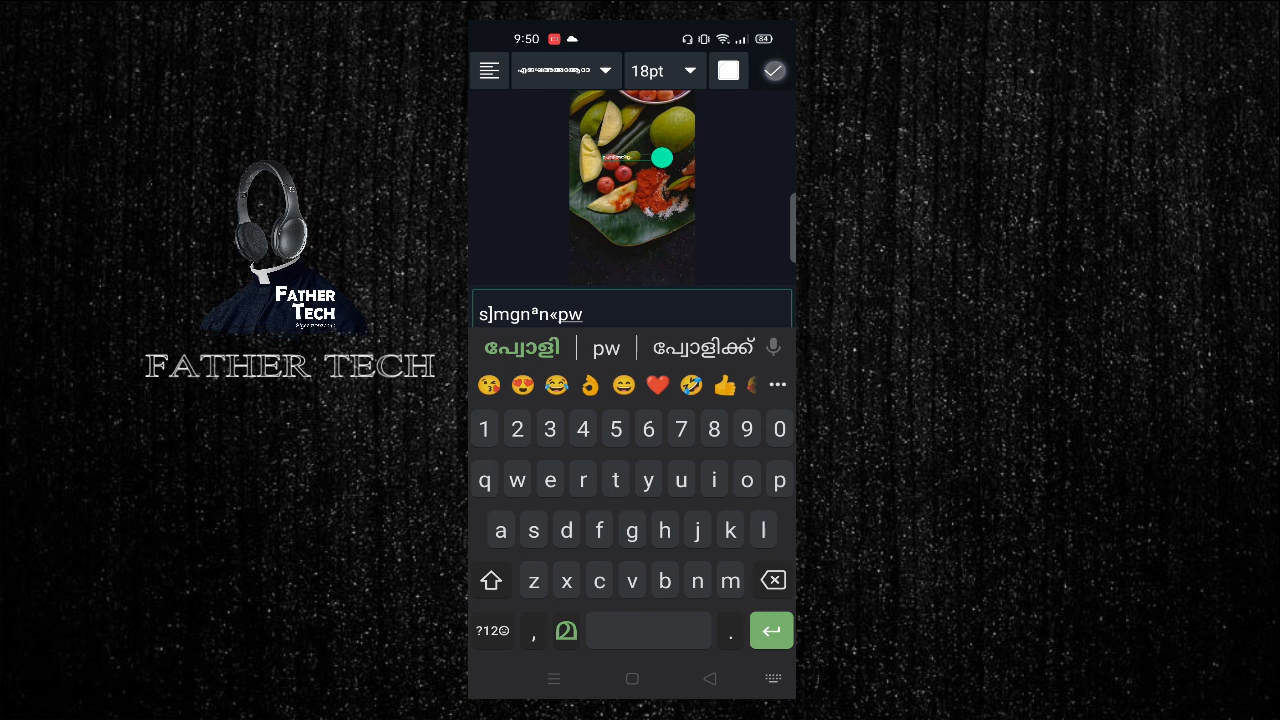 9:50
84
18pt
s]mgnªn«pw
പ്വോളി pw പ്വോളിക്ക്
1 2 3 4 5 6 7 8 9 0
q w e r t y u i o p
a s d f g h j k l
z x c v b n m
?12☺ , മ .
FATHER
TECH
FATHER TECH